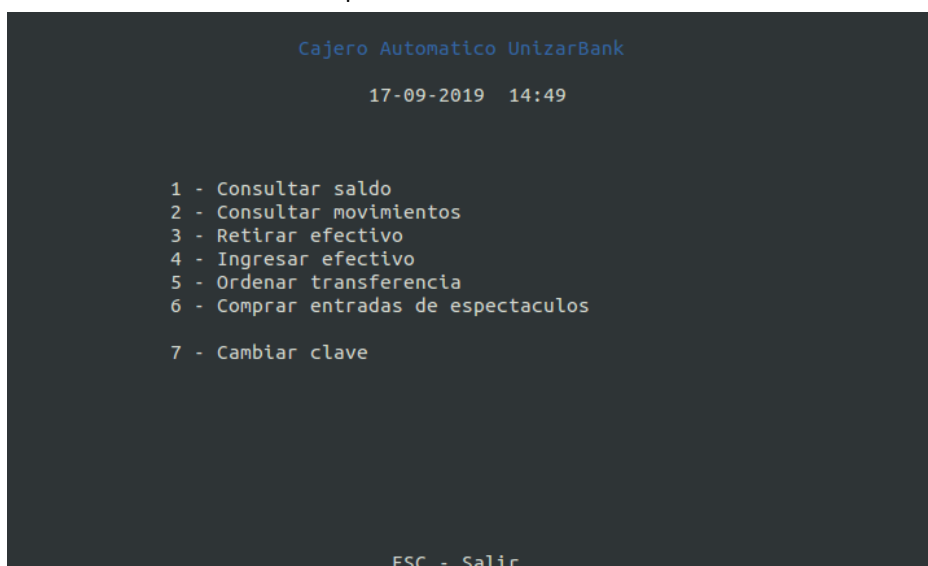 Cajero Automatico UnizarBank
17-09-2019 14:49
1 - Consultar saldo
2 - Consultar movimientos
3 - Retirar efectivo
4 - Ingresar efectivo
5 - Ordenar transferencia
6 - Comprar entradas de espectaculos
7 - Cambiar clave
ESC - Salir